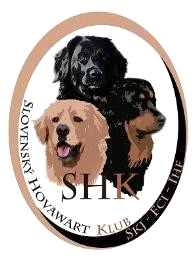 SHK
SLOVENSKÝ HOVAWART KLUB
SKJ - FCI - IHF